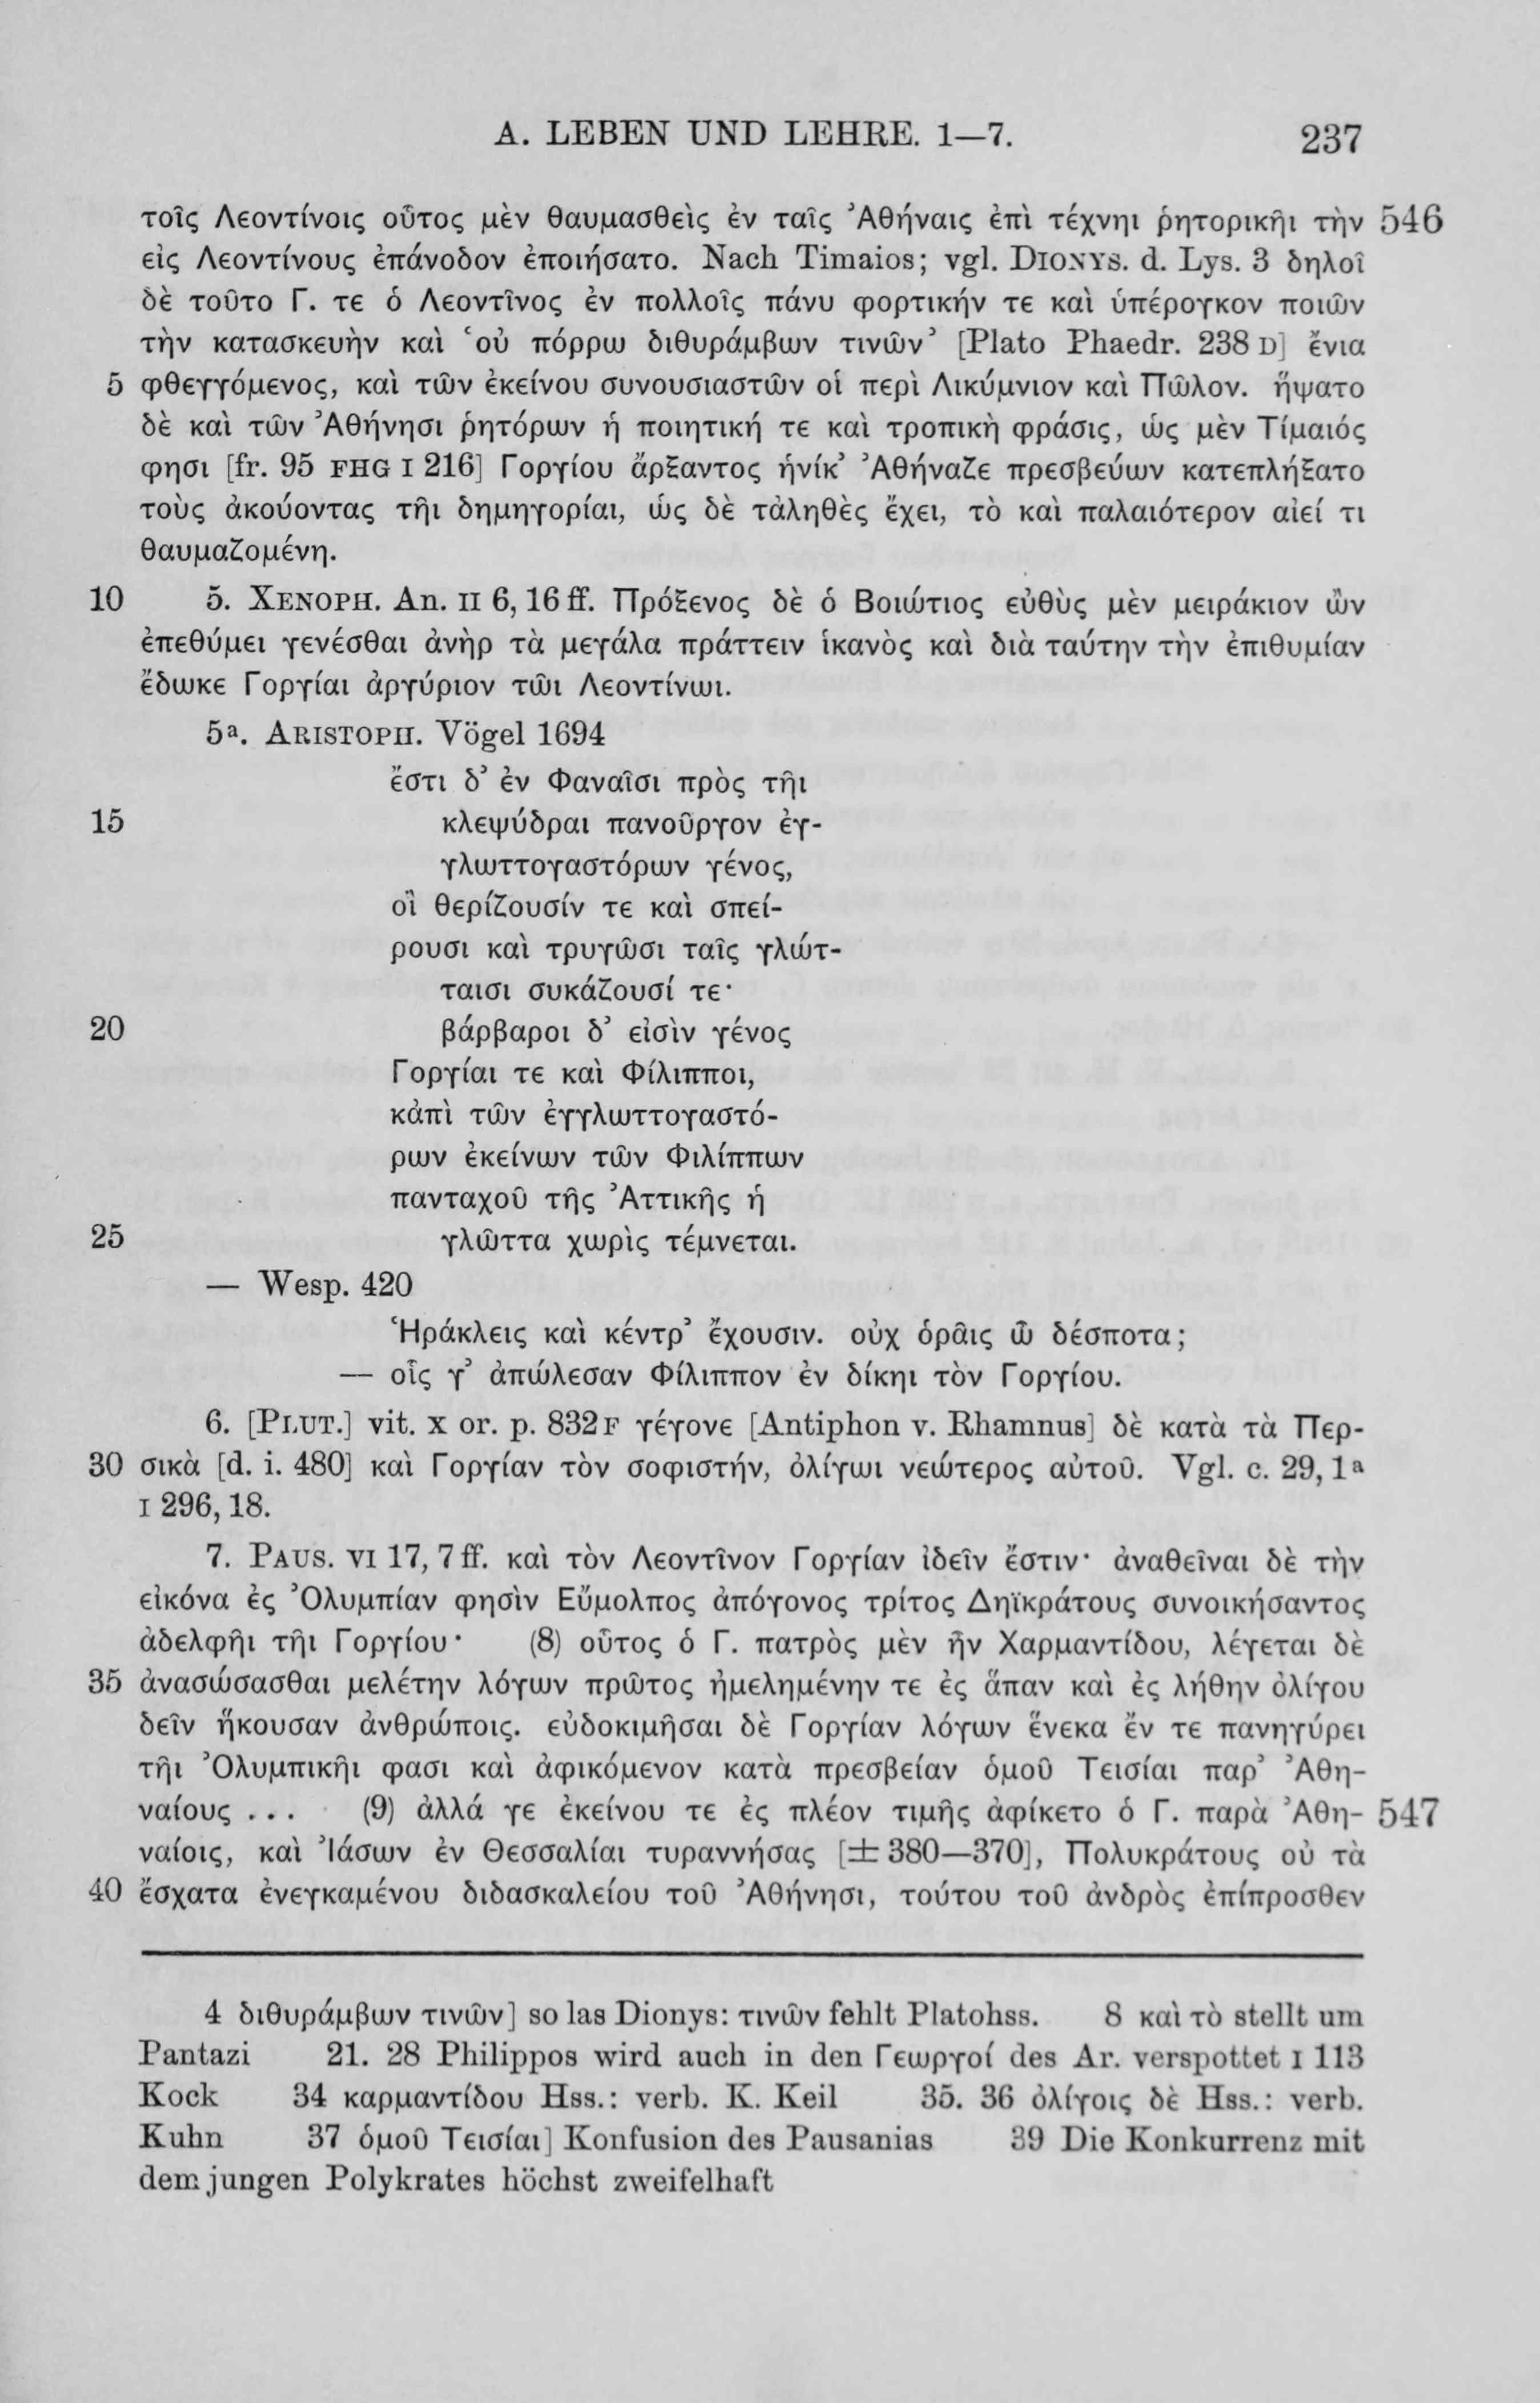 A. LEBEN UND LEHRE. 1—7. 237
τοῖς Λεοντίνοις οὗτος μὲν θαυμασθεὶς ἐν ταῖς Ἀθήναις ἐπὶ τέχνηι ῥητορικῆι τὴν 546
εἰς Λεοντίνους ἐπάνοδον ἐποιήσατο. Nach Timaios; vgl. DIONYS. d. Lys. 3 δηλοῖ
δὲ τοῦτο Γ. τε ὁ Λεοντῖνος ἐν πολλοῖς πάνυ φορτικήν τε καὶ ὑπέρογκον ποιῶν
τὴν κατασκευὴν καὶ ‘οὐ πόρρω διθυράμβων τινῶν’ [Plato Phaedr. 238 D] ἔνια
5 φθεγγόμενος, καὶ τῶν ἐκείνου συνουσιαστῶν οἱ περὶ Λικύμνιον καὶ Πῶλον. ἥψατο
δὲ καὶ τῶν Ἀθήνησι ῥητόρων ἡ ποιητική τε καὶ τροπικὴ φράσις, ὡς μὲν Τίμαιός
φησι [fr. 95 FHG I 216] Γοργίου ἄρξαντος ἡνίκ’ Ἀθήναζε πρεσβεύων κατεπλήξατο
τοὺς ἀκούοντας τῆι δημηγορίαι, ὡς δὲ τἀληθὲς ἔχει, τὸ καὶ παλαιότερον αἰεί τι
θαυμαζομένη.
10 5. XENOPH. An. II 6, 16 ff. Πρόξενος δὲ ὁ Βοιώτιος εὐθὺς μὲν μειράκιον ὢν
ἐπεθύμει γενέσθαι ἀνὴρ τὰ μεγάλα πράττειν ἱκανὸς καὶ διὰ ταύτην τὴν ἐπιθυμίαν
ἔδωκε Γοργίαι ἀργύριον τῶι Λεοντίνωι.
5ᵃ. ARISTOPH. Vögel 1694
ἔστι δ’ ἐν Φαναῖσι πρὸς τῆι
15 κλεψύδραι πανοῦργον ἐγ-
γλωττογαστόρων γένος,
οἳ θερίζουσίν τε καὶ σπεί-
ρουσι καὶ τρυγῶσι ταῖς γλώτ-
ταισι συκάζουσί τε·
20 βάρβαροι δ’ εἰσὶν γένος
Γοργίαι τε καὶ Φίλιπποι,
κἀπὶ τῶν ἐγγλωττογαστό-
ρων ἐκείνων τῶν Φιλίππων
πανταχοῦ τῆς Ἀττικῆς ἡ
25 γλῶττα χωρὶς τέμνεται.
— Wesp. 420
Ἡράκλεις καὶ κέντρ’ ἔχουσιν. οὐχ ὁρᾶις ὦ δέσποτα;
— οἷς γ’ ἀπώλεσαν Φίλιππον ἐν δίκηι τὸν Γοργίου.
6. [PLUT.] vit. X or. p. 832 F γέγονε [Antiphon v. Rhamnus] δὲ κατὰ τὰ Περ-
30 σικὰ [d. i. 480] καὶ Γοργίαν τὸν σοφιστήν, ὀλίγωι νεώτερος αὐτοῦ. Vgl. c. 29, 1ᵃ
I 296, 18.
7. PAUS. VI 17, 7 ff. καὶ τὸν Λεοντῖνον Γοργίαν ἰδεῖν ἔστιν· ἀναθεῖναι δὲ τὴν
εἰκόνα ἐς Ὀλυμπίαν φησὶν Εὔμολπος ἀπόγονος τρίτος Δηϊκράτους συνοικήσαντος
ἀδελφῆι τῆι Γοργίου· (8) οὗτος ὁ Γ. πατρὸς μὲν ἦν Χαρμαντίδου, λέγεται δὲ
35 ἀνασώσασθαι μελέτην λόγων πρῶτος ἠμελημένην τε ἐς ἅπαν καὶ ἐς λήθην ὀλίγου
δεῖν ἥκουσαν ἀνθρώποις. εὐδοκιμῆσαι δὲ Γοργίαν λόγων ἕνεκα ἔν τε πανηγύρει
τῆι Ὀλυμπικῆι φασι καὶ ἀφικόμενον κατὰ πρεσβείαν ὁμοῦ Τεισίαι παρ’ Ἀθη-
ναίους ... (9) ἀλλά γε ἐκείνου τε ἐς πλέον τιμῆς ἀφίκετο ὁ Γ. παρὰ Ἀθη- 547
ναίοις, καὶ Ἰάσων ἐν Θεσσαλίαι τυραννήσας [± 380—370], Πολυκράτους οὐ τὰ
40 ἔσχατα ἐνεγκαμένου διδασκαλείου τοῦ Ἀθήνησι, τούτου τοῦ ἀνδρὸς ἐπίπροσθεν
4 διθυράμβων τινῶν] so las Dionys: τινῶν fehlt Platohss. 8 καὶ τὸ stellt um
Pantazi 21. 28 Philippos wird auch in den Γεωργοί des Ar. verspottet I 113
Kock 34 καρμαντίδου Hss.: verb. K. Keil 35. 36 ὀλίγοις δὲ Hss.: verb.
Kuhn 37 ὁμοῦ Τεισίαι] Konfusion des Pausanias 39 Die Konkurrenz mit
dem jungen Polykrates höchst zweifelhaft